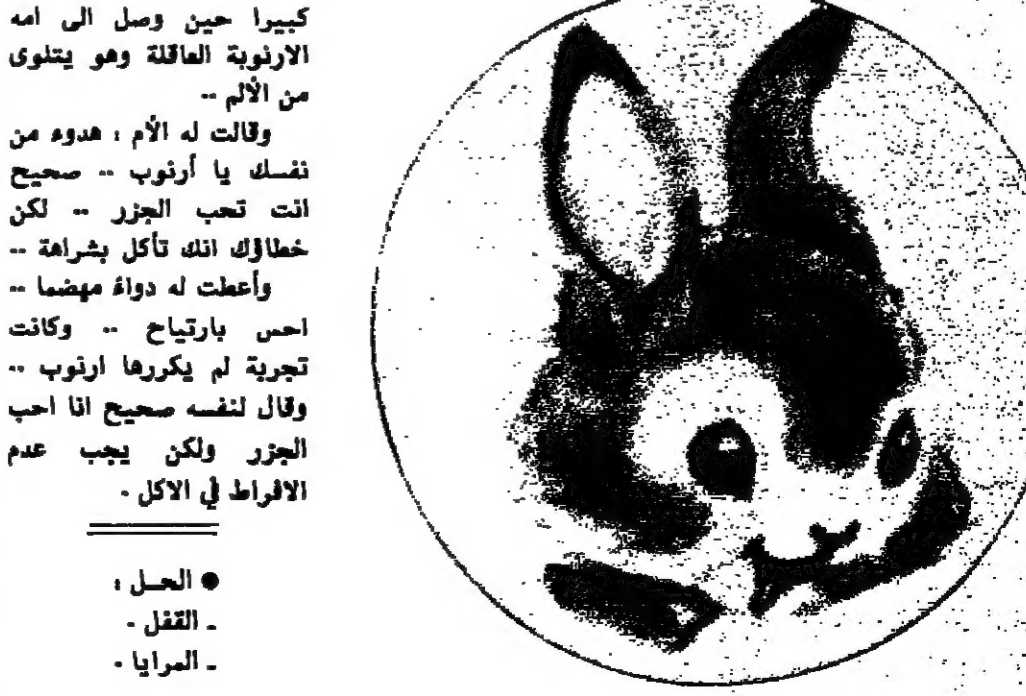 كبيرا حين وصل الى امه
الارنوبة العاقلة وهو يتلوى
من الألم ..
وقالت له الأم : هدوء من
نفسك يا أرنوب .. صحيح
انت تحب الجزر .. لكن
خطاؤك انك تأكل بشراهة ..
وأعطت له دواءً مهضما ..
احس بارتياح .. وكانت
تجربة لم يكررها ارنوب ..
وقال لنفسه صحيح انا احب
الجزر ولكن يجب عدم
الافراط في الاكل .
● الحـل :
ـ القفل .
ـ المرايا .